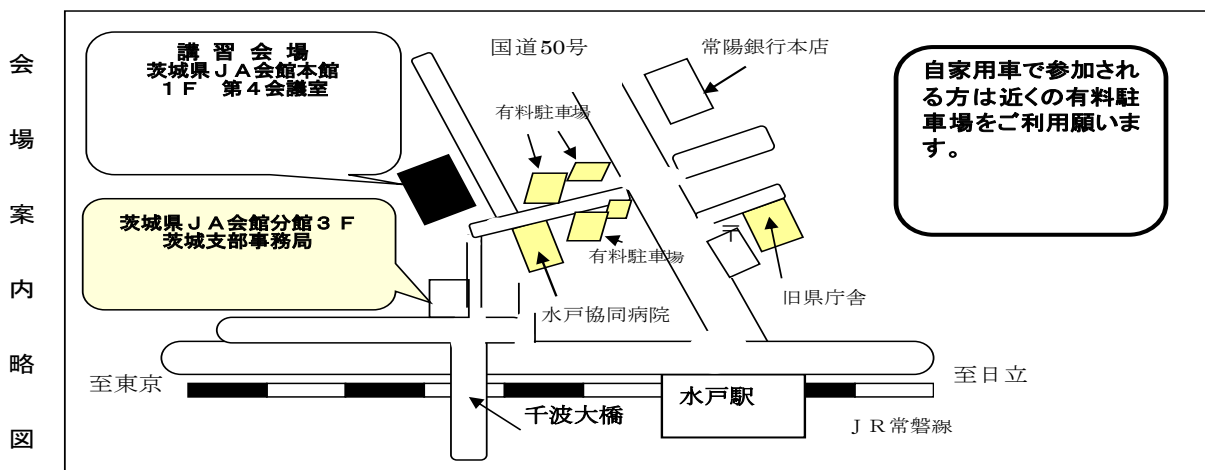 会場案内略図
講 習 会 場
茨城県ＪＡ会館本館
１Ｆ　第４会議室
国道50号
常陽銀行本店
自家用車で参加され
る方は近くの有料駐
車場をご利用願いま
す。
有料駐車場
茨城県ＪＡ会館分館３Ｆ
茨城支部事務局
〒
有料駐車場
旧県庁舎
水戸協同病院
至東京
至日立
水戸駅
千波大橋
ＪＲ常磐線